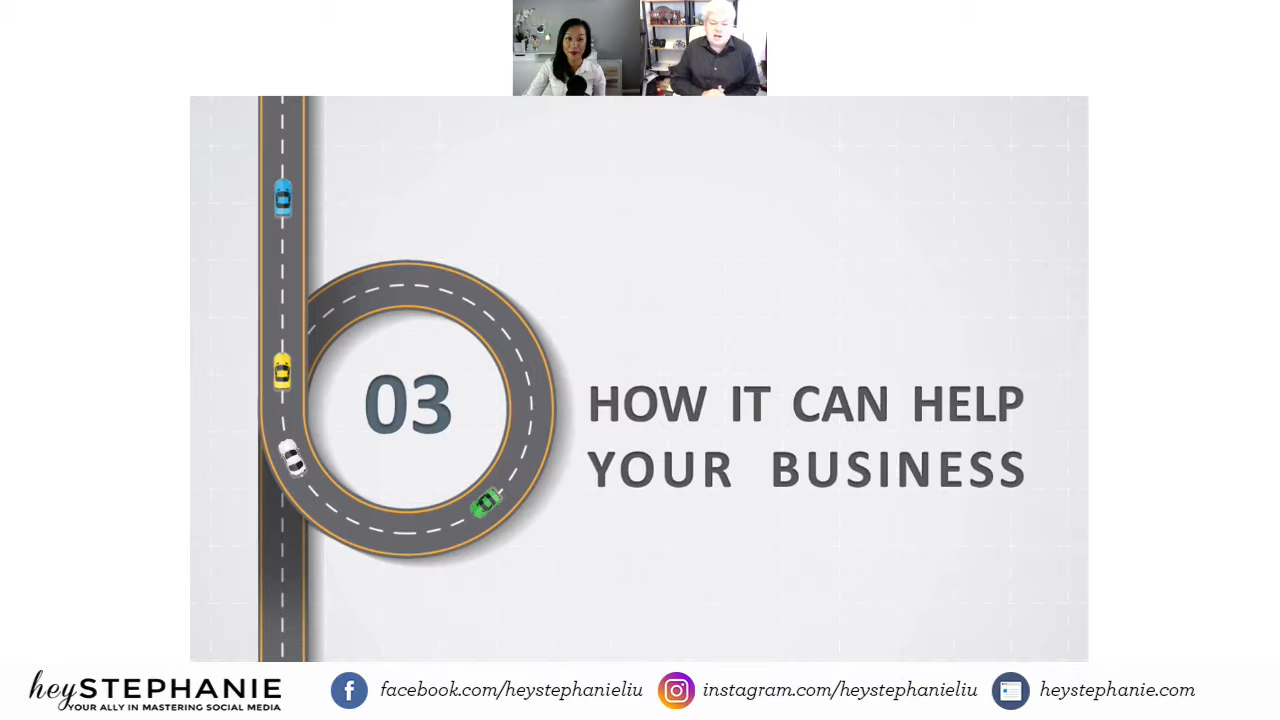 03
HOW IT CAN HELP
YOUR BUSINESS
heySTEPHANIE
YOUR ALLY IN MASTERING SOCIAL MEDIA
facebook.com/heystephanieliu
instagram.com/heystephanieliu
heystephanie.com